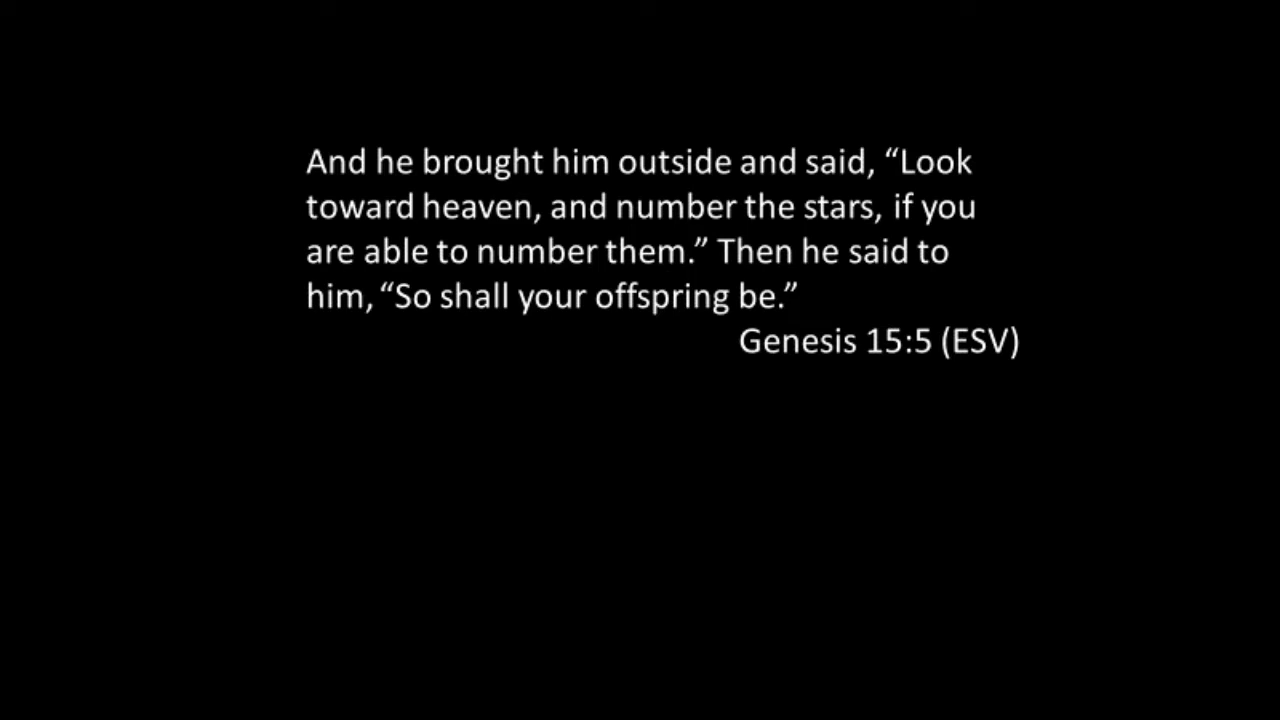 And he brought him outside and said, “Look
toward heaven, and number the stars, if you
are able to number them.” Then he said to
him, “So shall your offspring be.”
Genesis 15:5 (ESV)